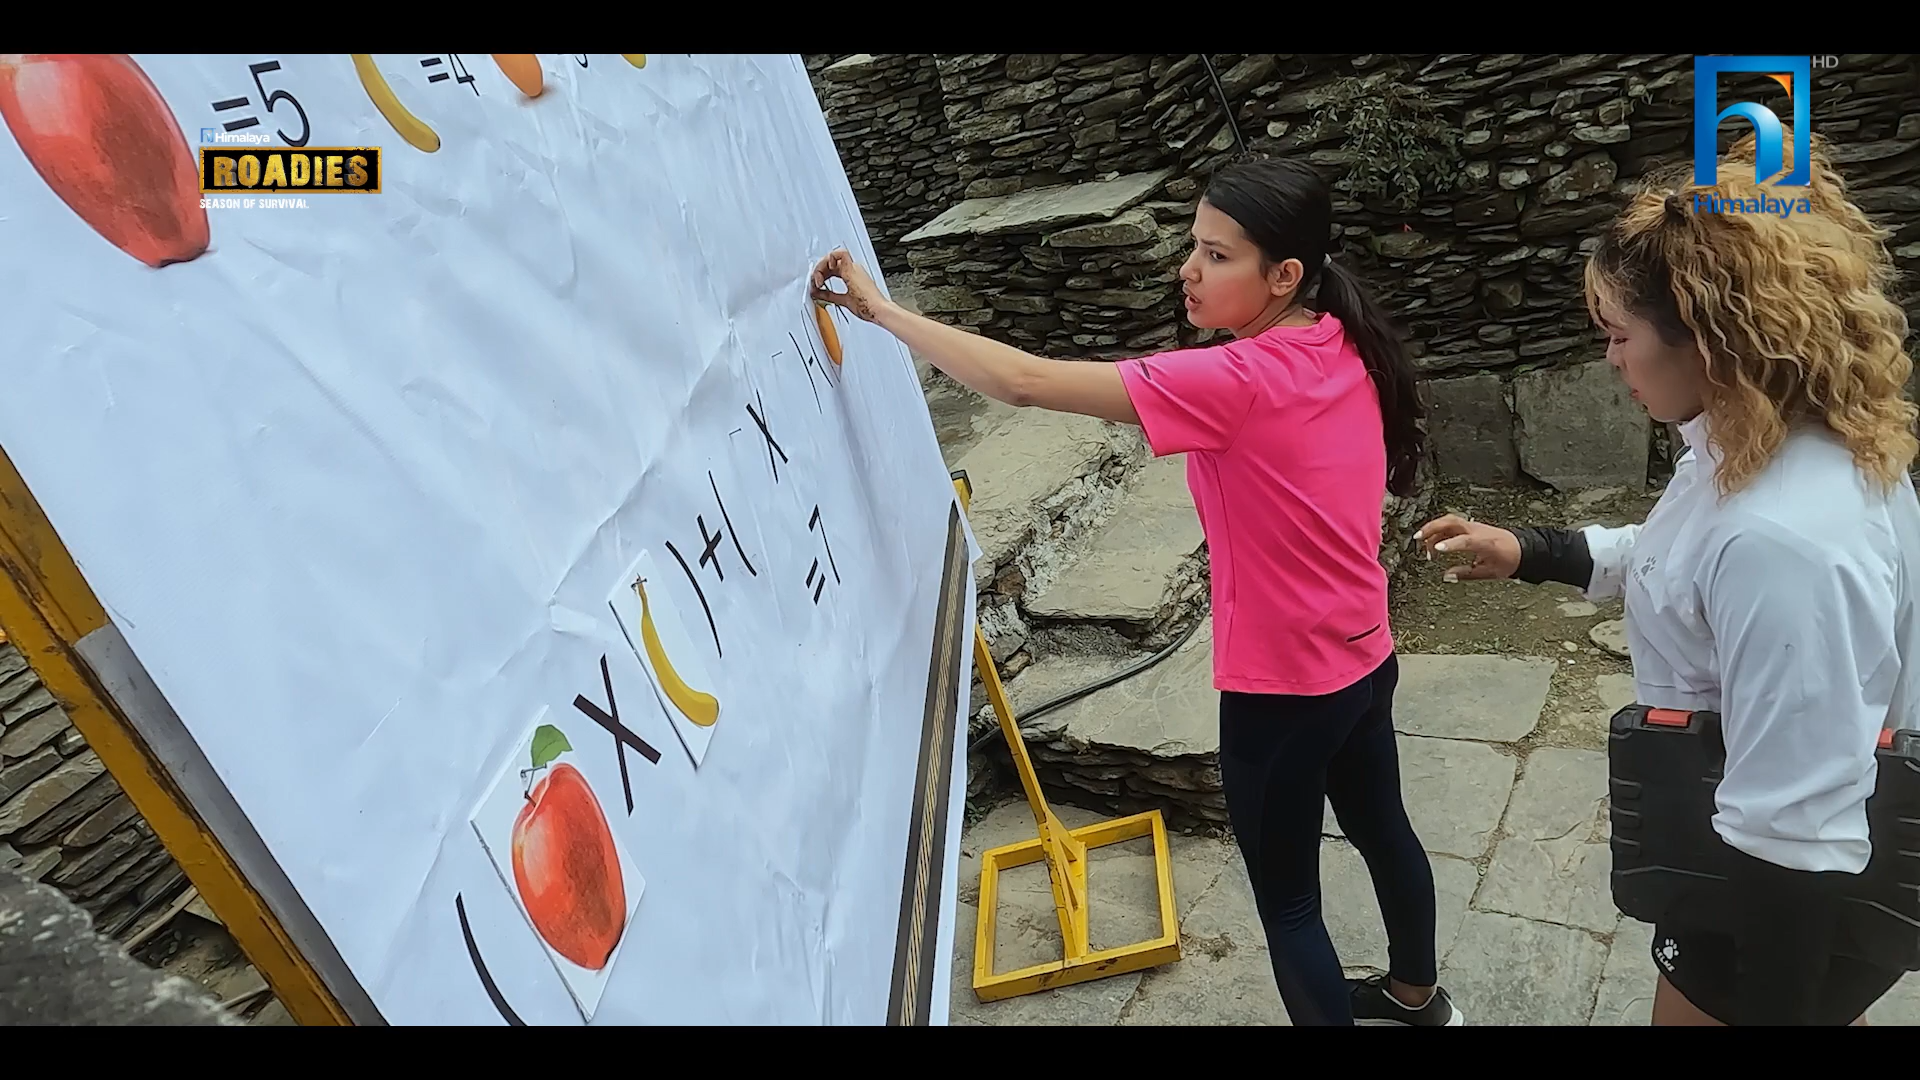 =5 =4
Himalaya
ROADIES
SEASON OF SURVIVAL
HD
Himalaya
( X )+( X )-(
=7